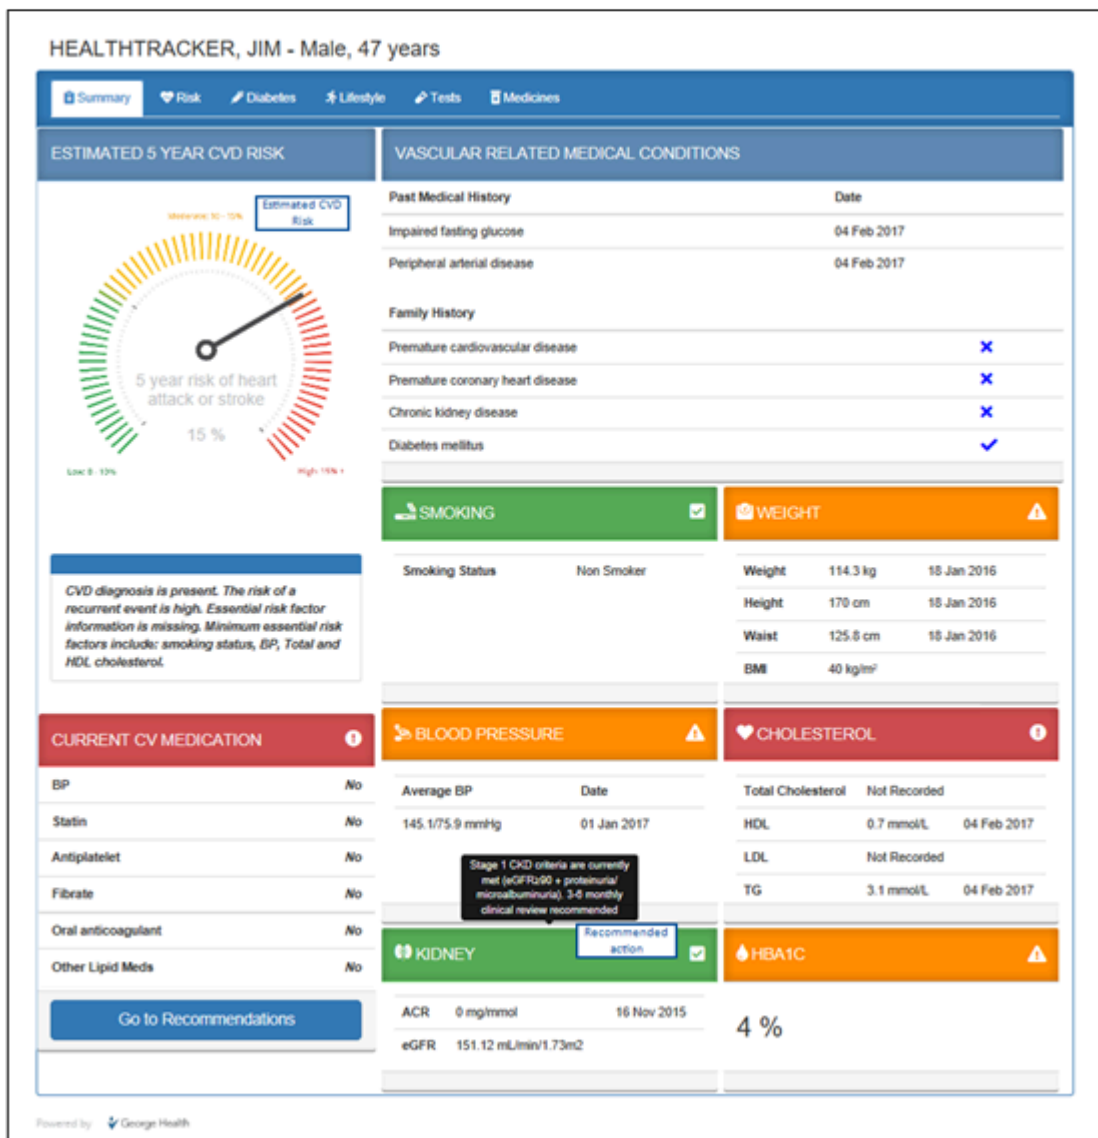 HEALTHTRACKER, JIM - Male, 47 years
Summary Risk Diabetes Lifestyle Tests Medicines
ESTIMATED 5 YEAR CVD RISK
Estimated CVD
Risk
Moderate: 10 - 15%
5 year risk of heart
attack or stroke
15 %
Low: 0 - 10%
High: 15% +
CVD diagnosis is present. The risk of a
recurrent event is high. Essential risk factor
information is missing. Minimum essential risk
factors include: smoking status, BP, Total and
HDL cholesterol.
CURRENT CV MEDICATION
BP No
Statin No
Antiplatelet No
Fibrate No
Oral anticoagulant No
Other Lipid Meds No
Go to Recommendations
VASCULAR RELATED MEDICAL CONDITIONS
Past Medical History Date
Impaired fasting glucose 04 Feb 2017
Peripheral arterial disease 04 Feb 2017
Family History
Premature cardiovascular disease
Premature coronary heart disease
Chronic kidney disease
Diabetes mellitus
SMOKING
Smoking Status Non Smoker
WEIGHT
Weight 114.3 kg 18 Jan 2016
Height 170 cm 18 Jan 2016
Waist 125.8 cm 18 Jan 2016
BMI 40 kg/m²
BLOOD PRESSURE
Average BP Date
145.1/75.9 mmHg 01 Jan 2017
CHOLESTEROL
Total Cholesterol Not Recorded
HDL 0.7 mmol/L 04 Feb 2017
LDL Not Recorded
TG 3.1 mmol/L 04 Feb 2017
Stage 1 CKD criteria are currently
met (eGFR≥90 + proteinuria/
microalbuminuria). 3-6 monthly
clinical review recommended
Recommended
action
KIDNEY
ACR 0 mg/mmol 16 Nov 2015
eGFR 151.12 mL/min/1.73m2
HBA1C
4 %
Powered by George Health